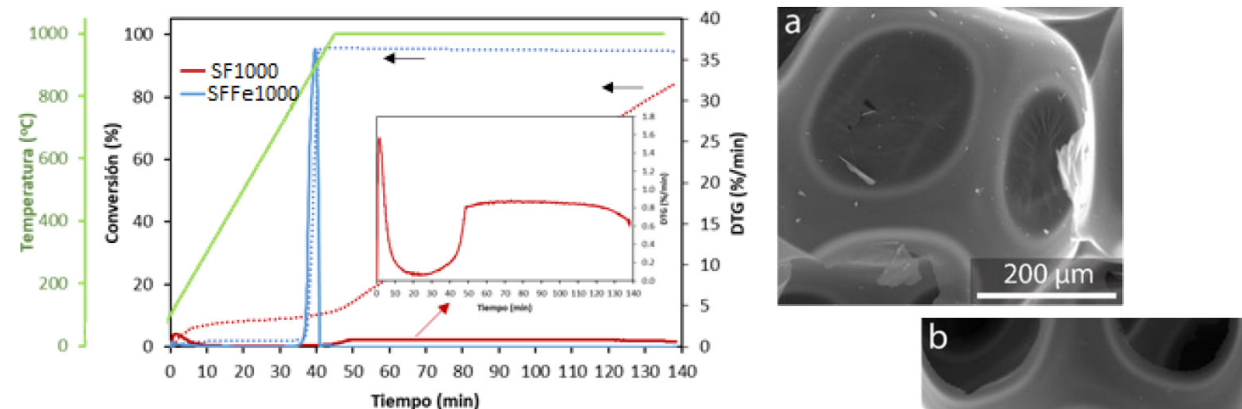 Temperatura (ºC)
1000
800
600
400
200
0
Conversión (%)
100
80
60
40
20
0
SF1000
SFFe1000
DTG (%/min)
40
35
30
25
20
15
10
5
0
0 10 20 30 40 50 60 70 80 90 100 110 120 130 140
Tiempo (min)
DTG (%/min)
1.8
1.6
1.4
1.2
1.0
0.8
0.6
0.4
0.2
0.0
0 10 20 30 40 50 60 70 80 90 100 110 120 130 140
Tiempo (min)
a
200 µm
b